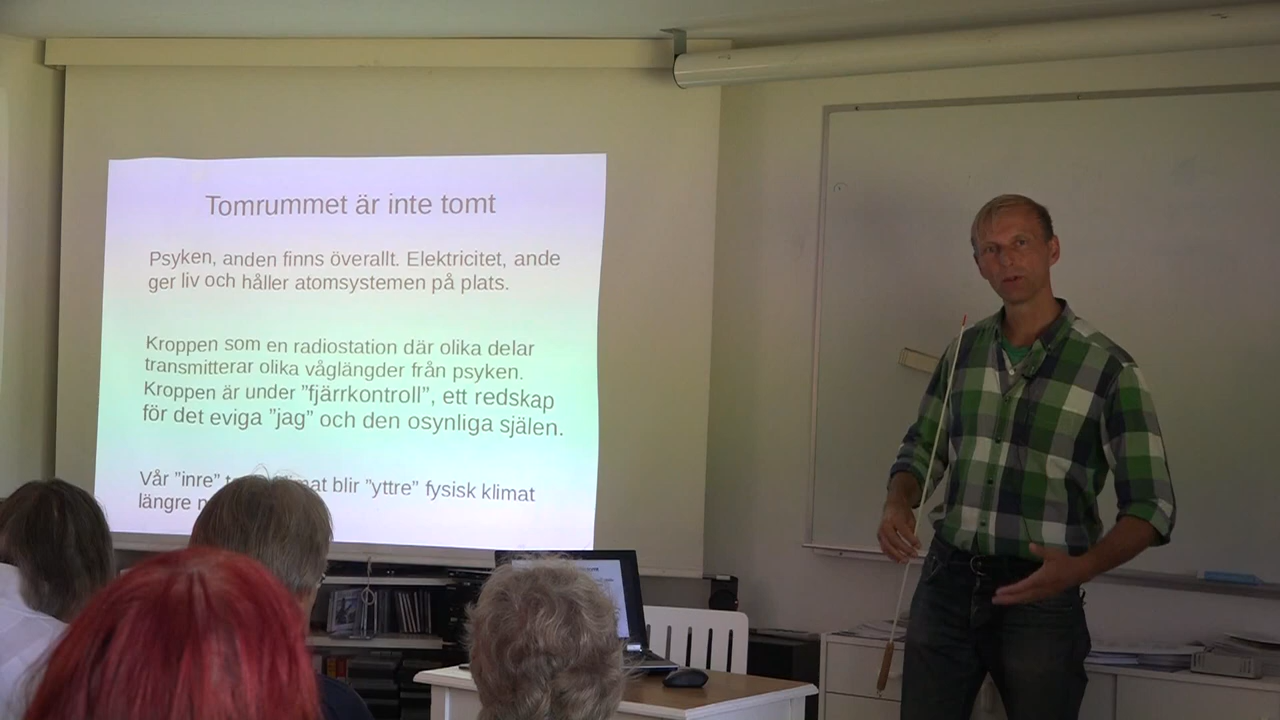 Tomrummet är inte tomt
Psyken, anden finns överallt. Elektricitet, ande
ger liv och håller atomsystemen på plats.
Kroppen som en radiostation där olika delar
transmitterar olika våglängder från psyken.
Kroppen är under ”fjärrkontroll”, ett redskap
för det eviga ”jag” och den osynliga själen.
Vår ”inre” blir ”yttre” fysisk klimat
längre